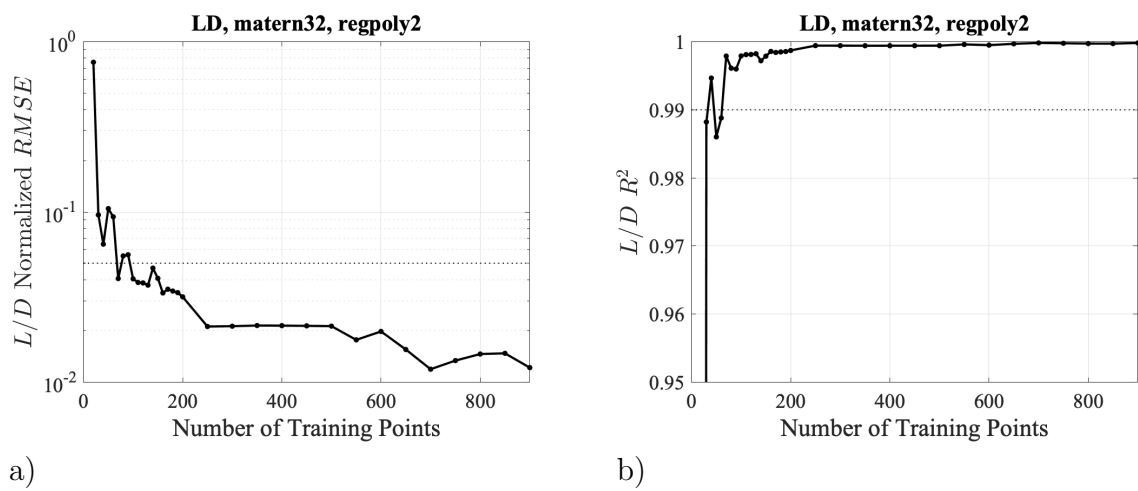 LD, matern32, regpoly2
10^0
10^-1
10^-2
L/D Normalized RMSE
0 200 400 600 800
Number of Training Points
a)
LD, matern32, regpoly2
1
0.99
0.98
0.97
0.96
0.95
L/D R^2
0 200 400 600 800
Number of Training Points
b)